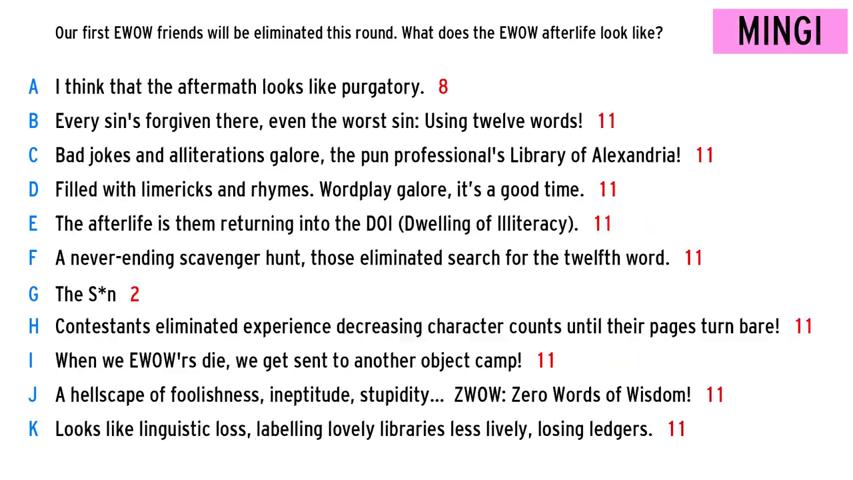 Our first EWOW friends will be eliminated this round. What does the EWOW afterlife look like?
MINGI
A I think that the aftermath looks like purgatory. 8
B Every sin's forgiven there, even the worst sin: Using twelve words! 11
C Bad jokes and alliterations galore, the pun professional's Library of Alexandria! 11
D Filled with limericks and rhymes. Wordplay galore, it’s a good time. 11
E The afterlife is them returning into the DOI (Dwelling of Illiteracy). 11
F A never-ending scavenger hunt, those eliminated search for the twelfth word. 11
G The S*n 2
H Contestants eliminated experience decreasing character counts until their pages turn bare! 11
I When we EWOW'rs die, we get sent to another object camp! 11
J A hellscape of foolishness, ineptitude, stupidity... ZWOW: Zero Words of Wisdom! 11
K Looks like linguistic loss, labelling lovely libraries less lively, losing ledgers. 11